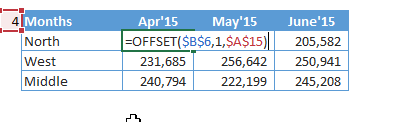 4 Months Apr'15 May'15 June'15
North =OFFSET($B$6,1,$A$15) 205,582
West 231,685 256,642 250,941
Middle 240,794 222,199 245,208